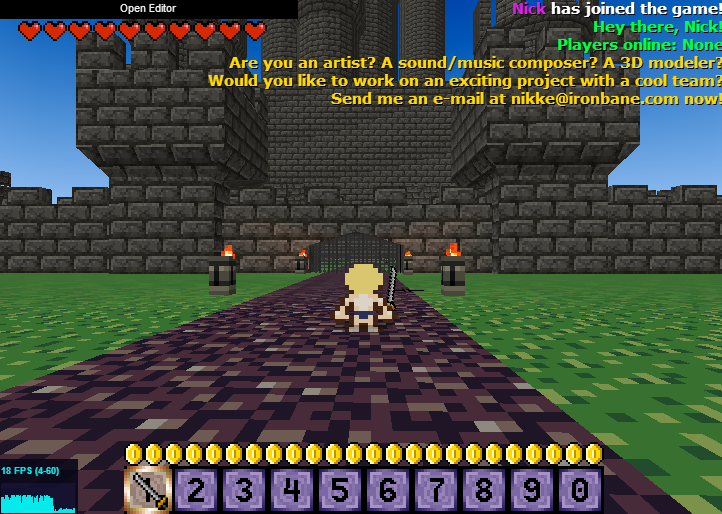 Open Editor
Nick has joined the game!
Hey there, Nick!
Players online: None
Are you an artist? A sound/music composer? A 3D modeler?
Would you like to work on an exciting project with a cool team?
Send me an e-mail at nikke@ironbane.com now!
18 FPS (4-60)
1 2 3 4 5 6 7 8 9 0